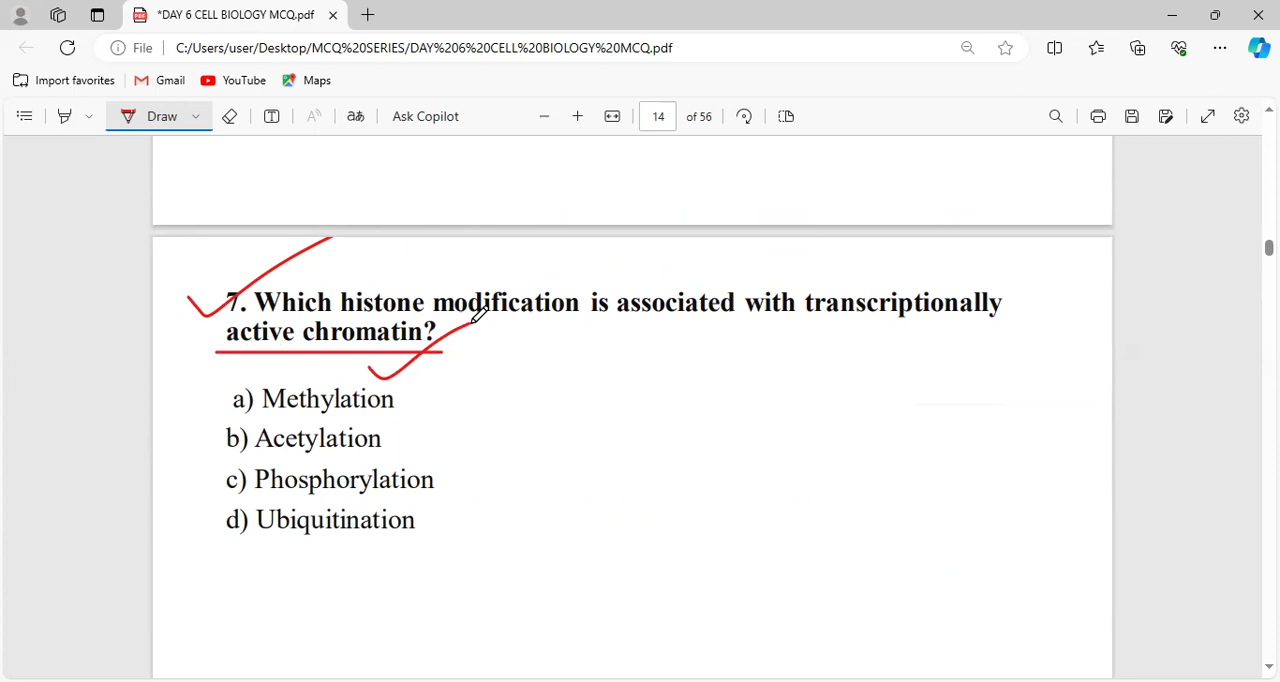 *DAY 6 CELL BIOLOGY MCQ.pdf
File C:/Users/user/Desktop/MCQ%20SERIES/DAY%206%20CELL%20BIOLOGY%20MCQ.pdf
Import favorites Gmail YouTube Maps
Draw Ask Copilot 14 of 56
7. Which histone modification is associated with transcriptionally
active chromatin?
a) Methylation
b) Acetylation
c) Phosphorylation
d) Ubiquitination